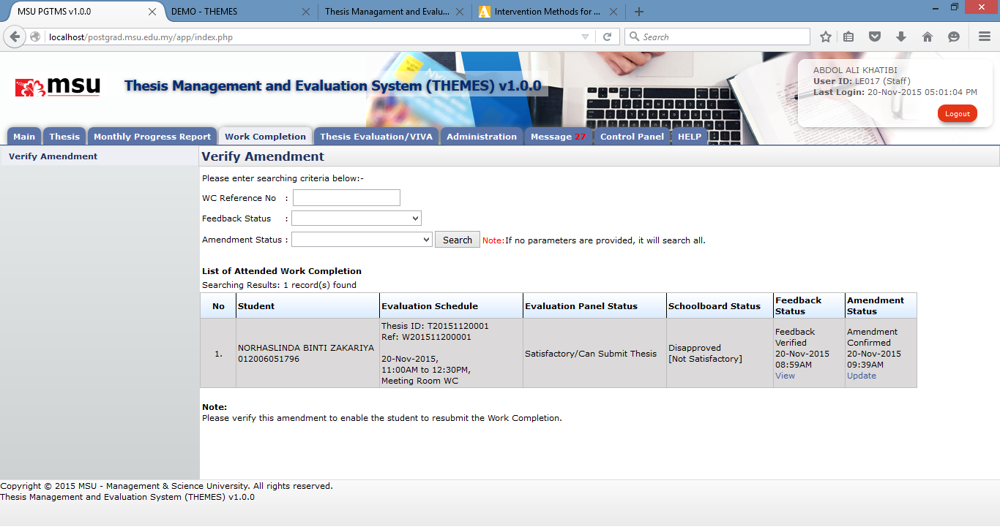 MSU PGTMS v1.0.0
DEMO - THEMES
Thesis Managament and Evalu...
Intervention Methods for ...
localhost/postgrad.msu.edu.my/app/index.php
Search
msu
Thesis Management and Evaluation System (THEMES) v1.0.0
ABDOL ALI KHATIBI
User ID: LE017 (Staff)
Last Login: 20-Nov-2015 05:01:04 PM
Logout
Main
Thesis
Monthly Progress Report
Work Completion
Thesis Evaluation/VIVA
Administration
Message 27
Control Panel
HELP
Verify Amendment
Verify Amendment
Please enter searching criteria below:-
WC Reference No :
Feedback Status :
Amendment Status :
Search
Note:If no parameters are provided, it will search all.
List of Attended Work Completion
Searching Results: 1 record(s) found
No
Student
Evaluation Schedule
Evaluation Panel Status
Schoolboard Status
Feedback
Status
Amendment
Status
1.
NORHASLINDA BINTI ZAKARIYA
012006051796
Thesis ID: T20151120001
Ref: W201511200001
20-Nov-2015,
11:00AM to 12:30PM,
Meeting Room WC
Satisfactory/Can Submit Thesis
Disapproved
[Not Satisfactory]
Feedback
Verified
20-Nov-2015
08:59AM
View
Amendment
Confirmed
20-Nov-2015
09:39AM
Update
Note:
Please verify this amendment to enable the student to resubmit the Work Completion.
Copyright © 2015 MSU - Management & Science University. All rights reserved.
Thesis Management and Evaluation System (THEMES) v1.0.0